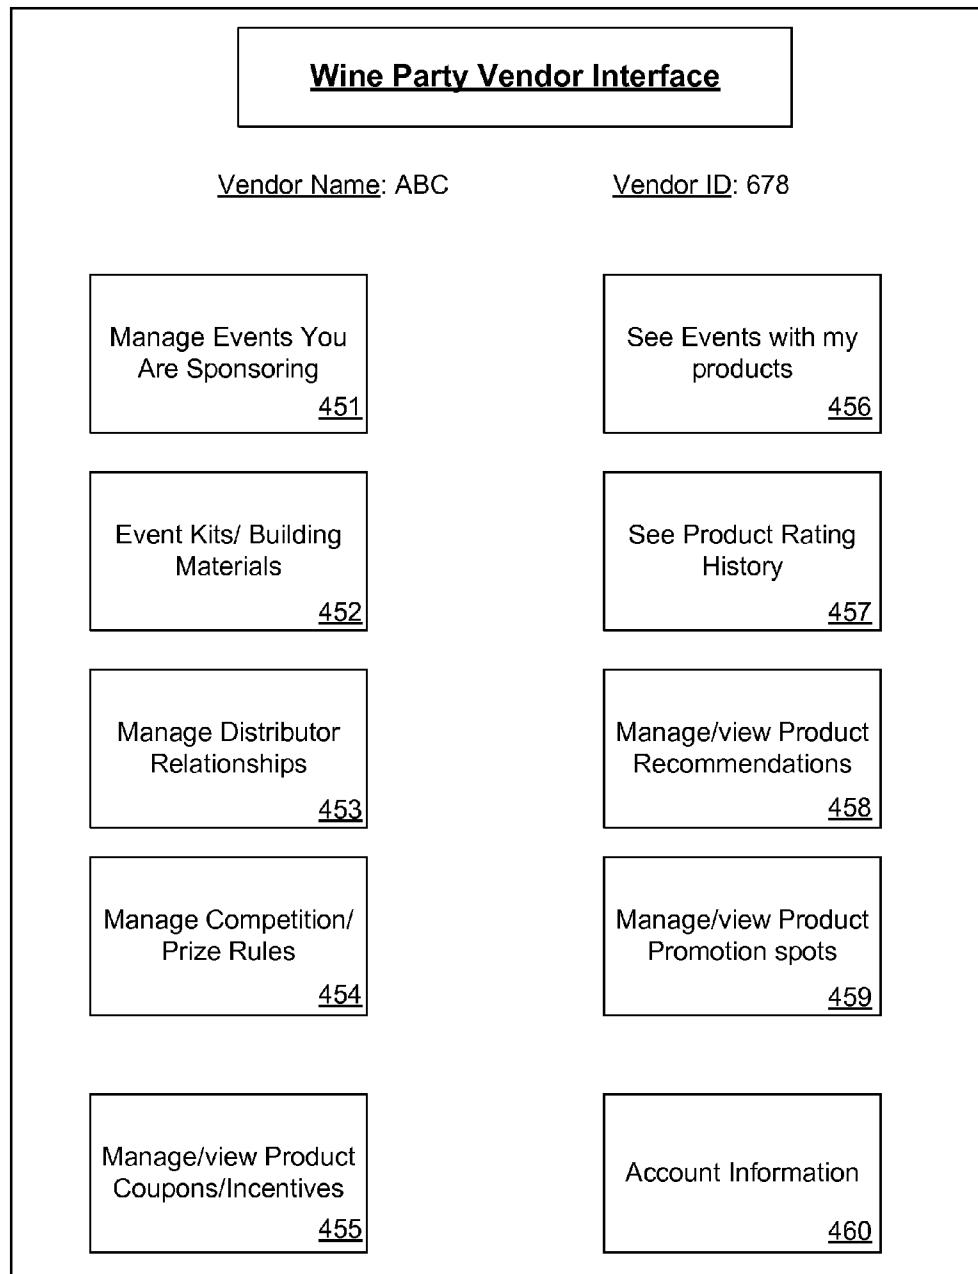 Wine Party Vendor Interface
Vendor Name: ABC
Vendor ID: 678
Manage Events You
Are Sponsoring
451
See Events with my
products
456
Event Kits/ Building
Materials
452
See Product Rating
History
457
Manage Distributor
Relationships
453
Manage/view Product
Recommendations
458
Manage Competition/
Prize Rules
454
Manage/view Product
Promotion spots
459
Manage/view Product
Coupons/Incentives
455
Account Information
460